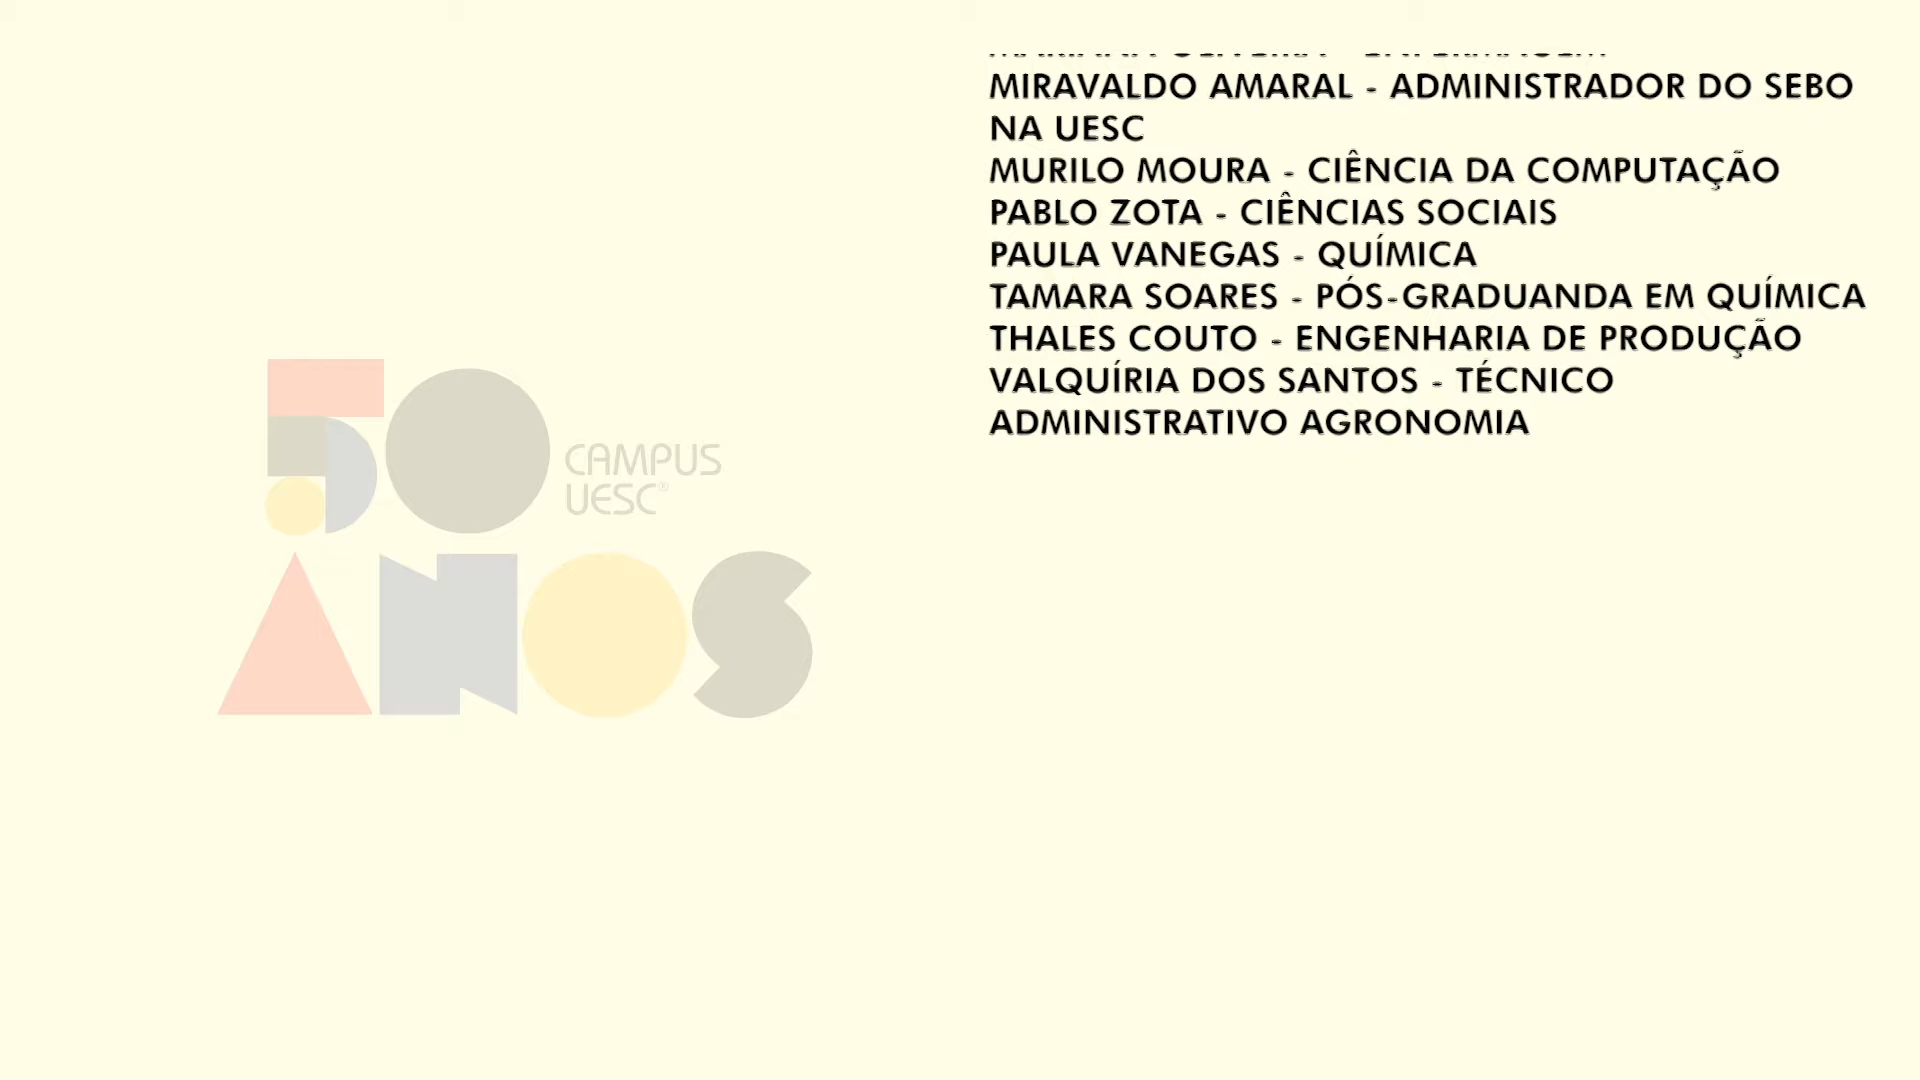 MIRAVALDO AMARAL - ADMINISTRADOR DO SEBO
NA UESC
MURILO MOURA - CIÊNCIA DA COMPUTAÇÃO
PABLO ZOTA - CIÊNCIAS SOCIAIS
PAULA VANEGAS - QUÍMICA
TAMARA SOARES - PÓS-GRADUANDA EM QUÍMICA
THALES COUTO - ENGENHARIA DE PRODUÇÃO
VALQUÍRIA DOS SANTOS - TÉCNICO
ADMINISTRATIVO AGRONOMIA
50
CAMPUS
UESC®
ANOS